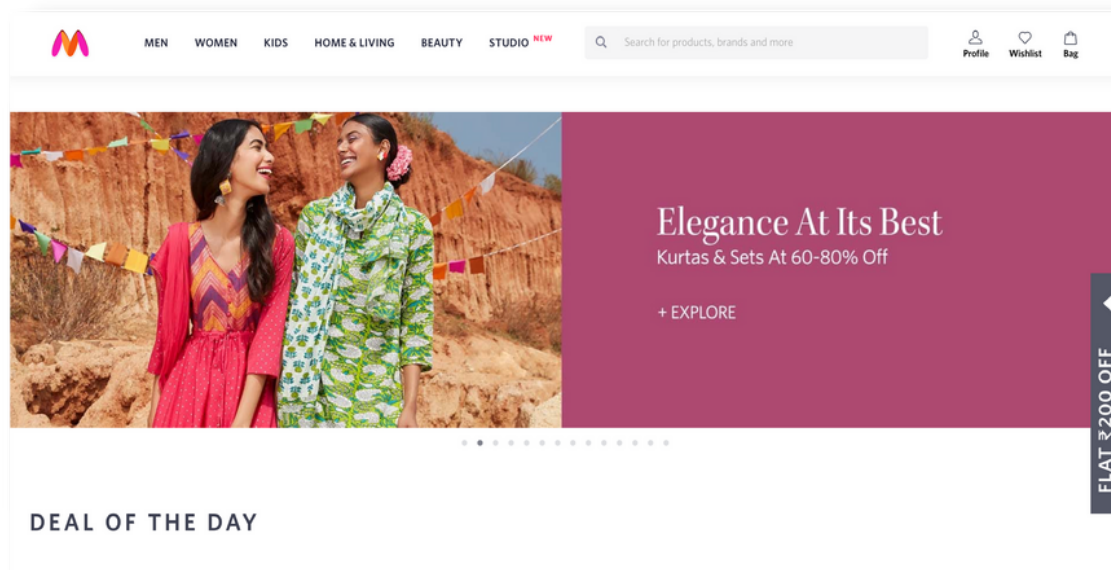 MEN WOMEN KIDS HOME & LIVING BEAUTY STUDIO NEW Search for products, brands and more Profile Wishlist Bag
Elegance At Its Best
Kurtas & Sets At 60-80% Off
+ EXPLORE
FLAT ₹200 OFF
DEAL OF THE DAY